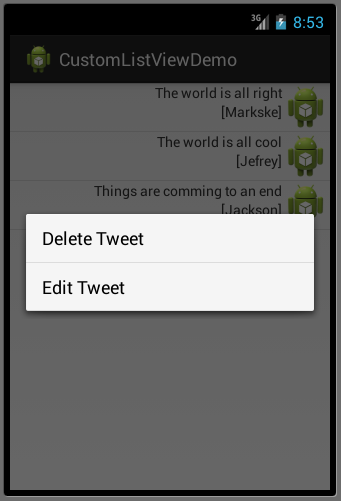 3G 8:53
CustomListViewDemo
The world is all right
[Markske]
The world is all cool
[Jefrey]
Things are comming to an end
[Jackson]
Delete Tweet
Edit Tweet